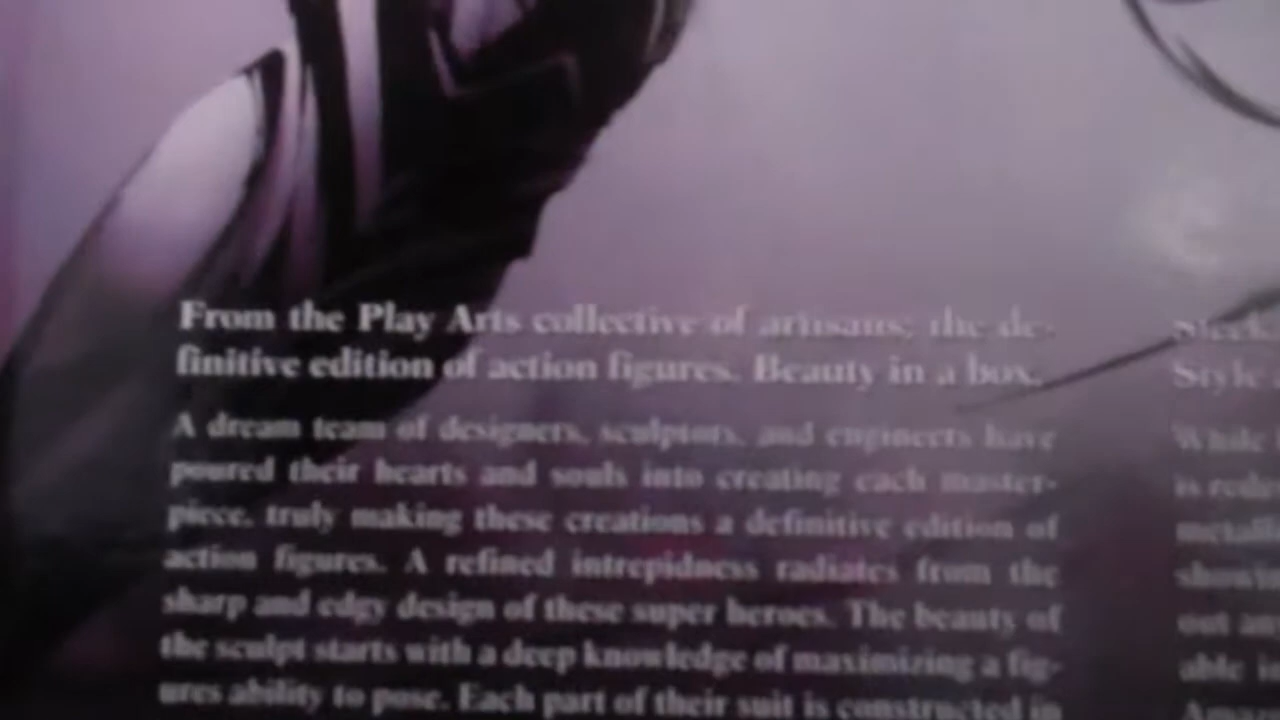 From the Play Arts collective of artisans; the de-
finitive edition of action figures. Beauty in a box.
A dream team of designers, sculptors, and engineers have
poured their hearts and souls into creating each master-
piece, truly making these creations a definitive edition of
action figures. A refined intrepidness radiates from the
sharp and edgy design of these super heroes. The beauty of
the sculpt starts with a deep knowledge of maximizing a fig-
ures ability to pose. Each part of their suit is constructed in
Sleek.
Style
While
is
out
able